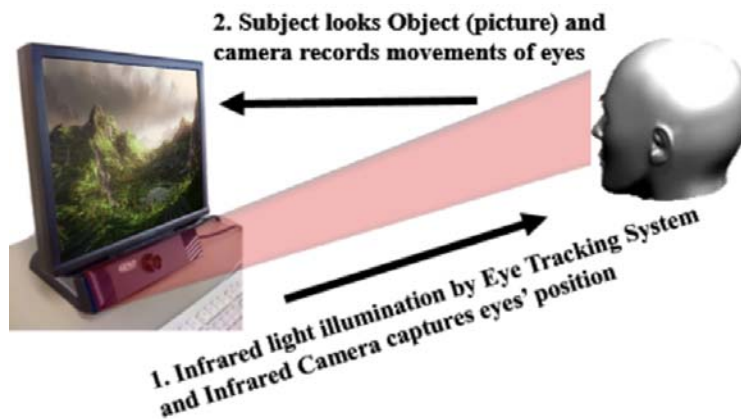 2. Subject looks Object (picture) and
camera records movements of eyes
1. Infrared light illumination by Eye Tracking System
and Infrared Camera captures eyes' position